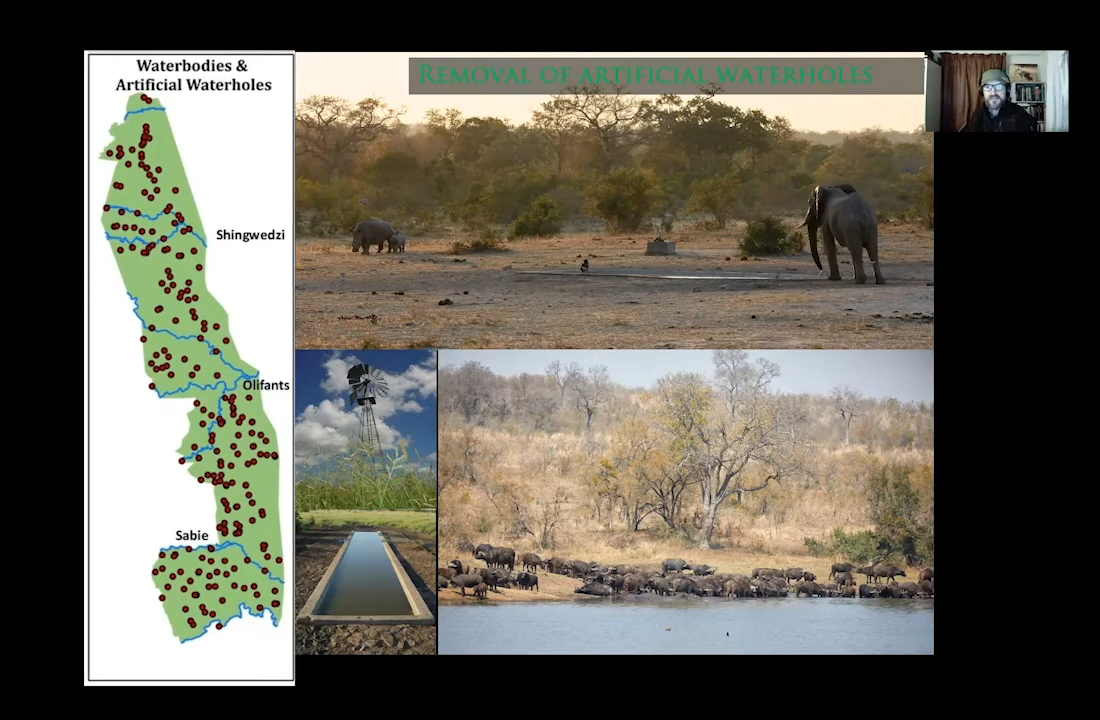 Waterbodies &
Artificial Waterholes
Removal of artificial waterholes
Shingwedzi
Olifants
Sabie